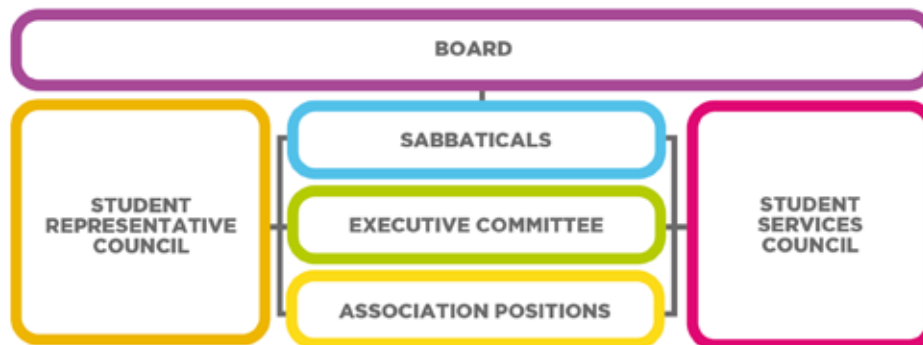 BOARD
STUDENT
REPRESENTATIVE
COUNCIL
SABBATICALS
EXECUTIVE COMMITTEE
ASSOCIATION POSITIONS
STUDENT
SERVICES
COUNCIL